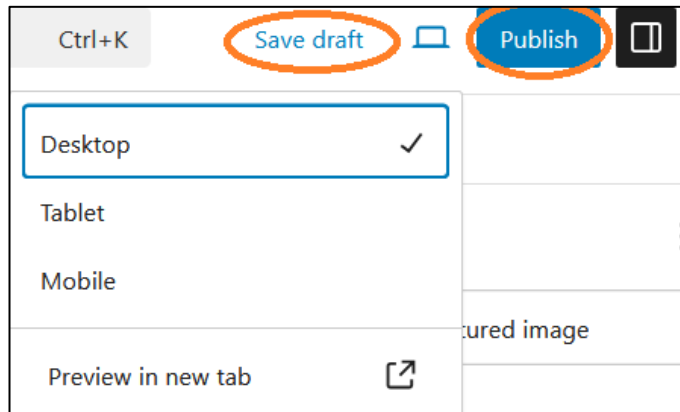 Ctrl+K Save draft Publish
Desktop
Tablet
Mobile
tured image
Preview in new tab